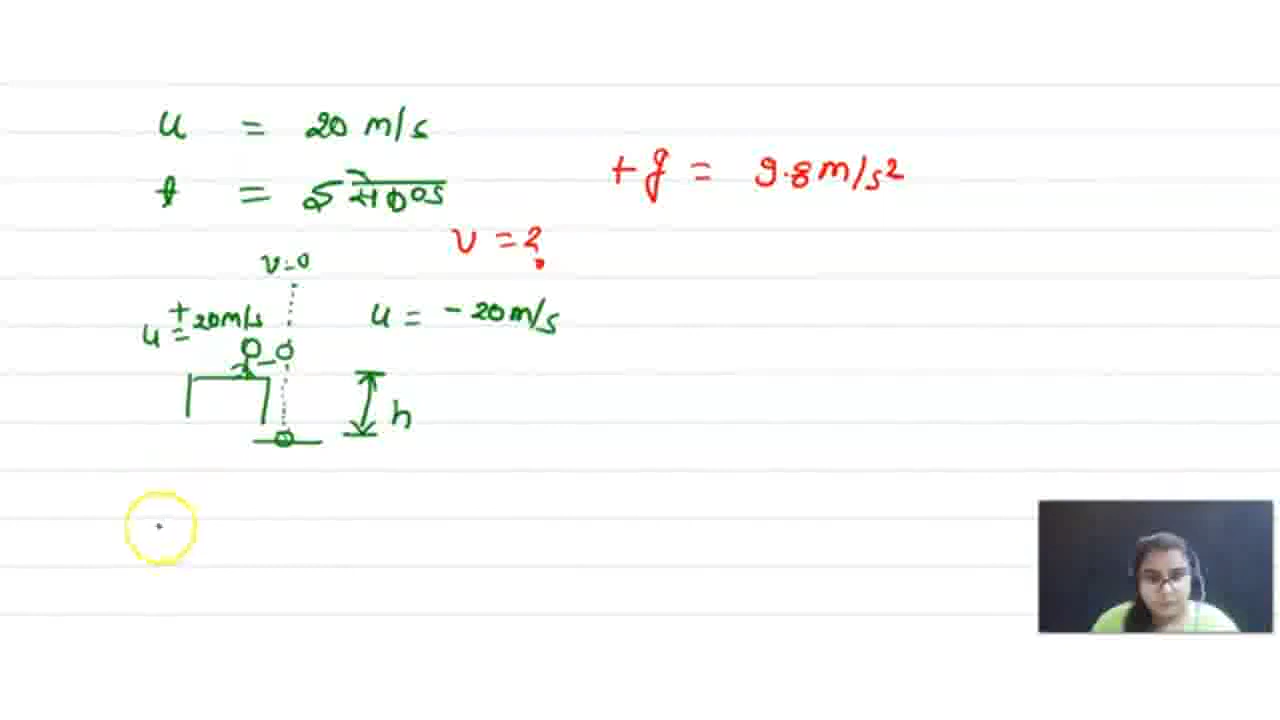 u = 20 m/s
t = 5
+ g = 9.8 m/s2
v = ?
v=0
u = +20m/s
u = -20m/s
h